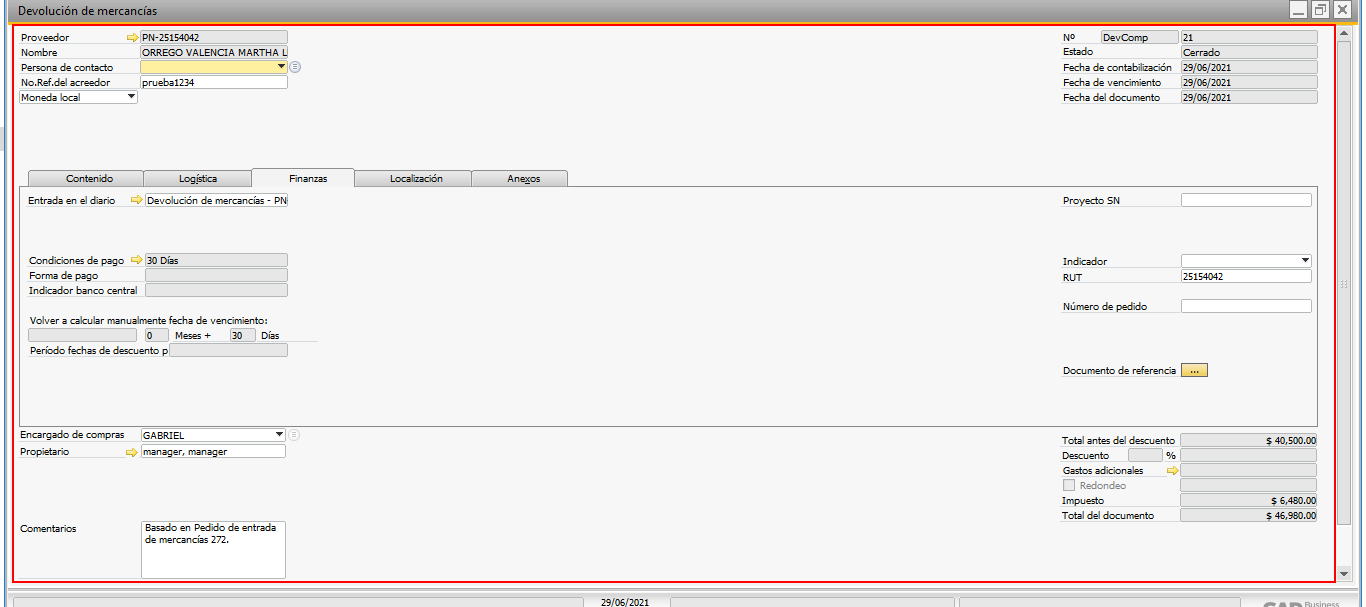 Devolución de mercancías
Proveedor PN-25154042
Nombre ORREGO VALENCIA MARTHA L
Persona de contacto
No.Ref.del acreedor prueba1234
Moneda local
Nº DevComp 21
Estado Cerrado
Fecha de contabilización 29/06/2021
Fecha de vencimiento 29/06/2021
Fecha del documento 29/06/2021
Contenido Logística Finanzas Localización Anexos
Entrada en el diario Devolución de mercancías - PN
Condiciones de pago 30 Días
Forma de pago
Indicador banco central
Volver a calcular manualmente fecha de vencimiento:
0 Meses + 30 Días
Período fechas de descuento p
Proyecto SN
Indicador
RUT 25154042
Número de pedido
Documento de referencia ...
Encargado de compras GABRIEL
Propietario manager, manager
Comentarios Basado en Pedido de entrada
de mercancías 272.
Total antes del descuento $ 40,500.00
Descuento %
Gastos adicionales
Redondeo
Impuesto $ 6,480.00
Total del documento $ 46,980.00
29/06/2021
Business